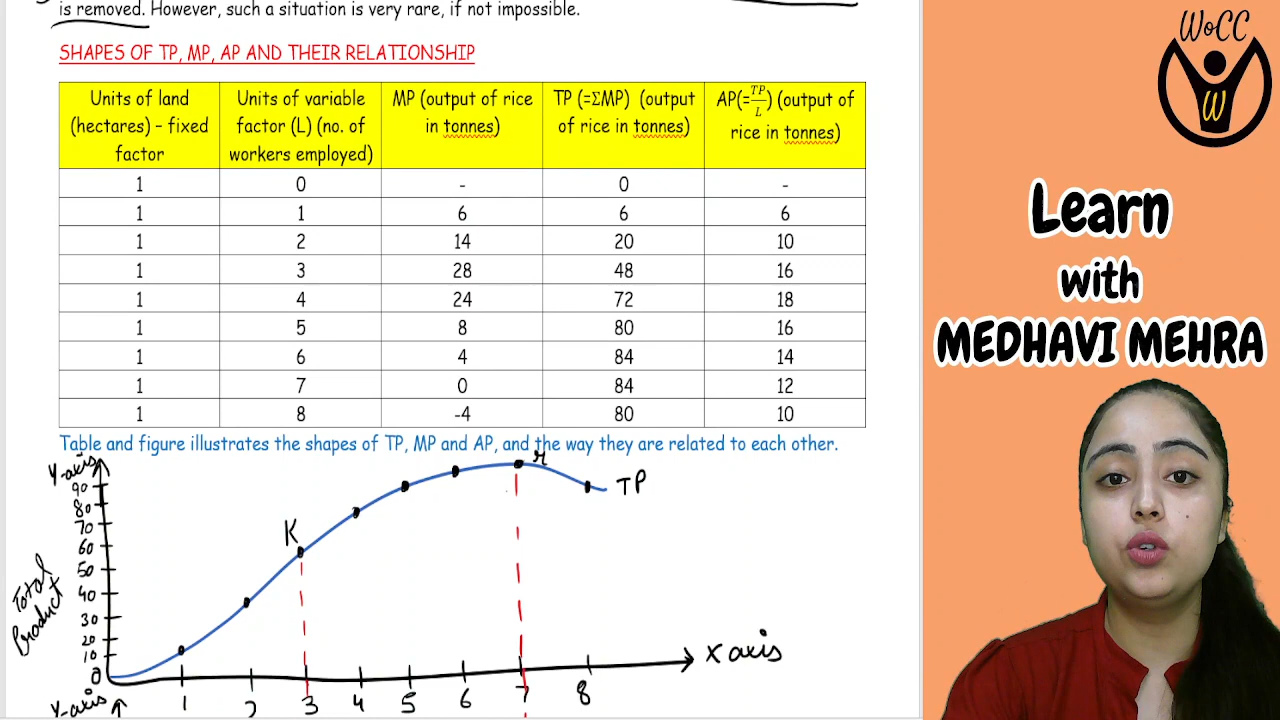 is removed. However, such a situation is very rare, if not impossible.
SHAPES OF TP, MP, AP AND THEIR RELATIONSHIP
Units of land (hectares) – fixed factor
Units of variable factor (L) (no. of workers employed)
MP (output of rice in tonnes)
TP (=ΣMP) (output of rice in tonnes)
AP(=TP/L) (output of rice in tonnes)
1 0 - 0 -
1 1 6 6 6
1 2 14 20 10
1 3 28 48 16
1 4 24 72 18
1 5 8 80 16
1 6 4 84 14
1 7 0 84 12
1 8 -4 80 10
Table and figure illustrates the shapes of TP, MP and AP, and the way they are related to each other.
Y-axis
90
80
70
60
50
40
30
20
10
0
Total Product
K
TP
X axis
1 2 3 4 5 6 7 8
Y-axis
WoCC
W
Learn
with
MEDHAVI MEHRA